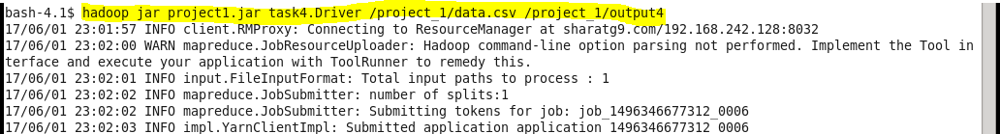 bash-4.1$ hadoop jar project1.jar task4.Driver /project_1/data.csv /project_1/output4
17/06/01 23:01:57 INFO client.RMProxy: Connecting to ResourceManager at sharatg9.com/192.168.242.128:8032
17/06/01 23:02:00 WARN mapreduce.JobResourceUploader: Hadoop command-line option parsing not performed. Implement the Tool in
terface and execute your application with ToolRunner to remedy this.
17/06/01 23:02:01 INFO input.FileInputFormat: Total input paths to process : 1
17/06/01 23:02:02 INFO mapreduce.JobSubmitter: number of splits:1
17/06/01 23:02:02 INFO mapreduce.JobSubmitter: Submitting tokens for job: job_1496346677312_0006
17/06/01 23:02:03 INFO impl.YarnClientImpl: Submitted application application_1496346677312_0006